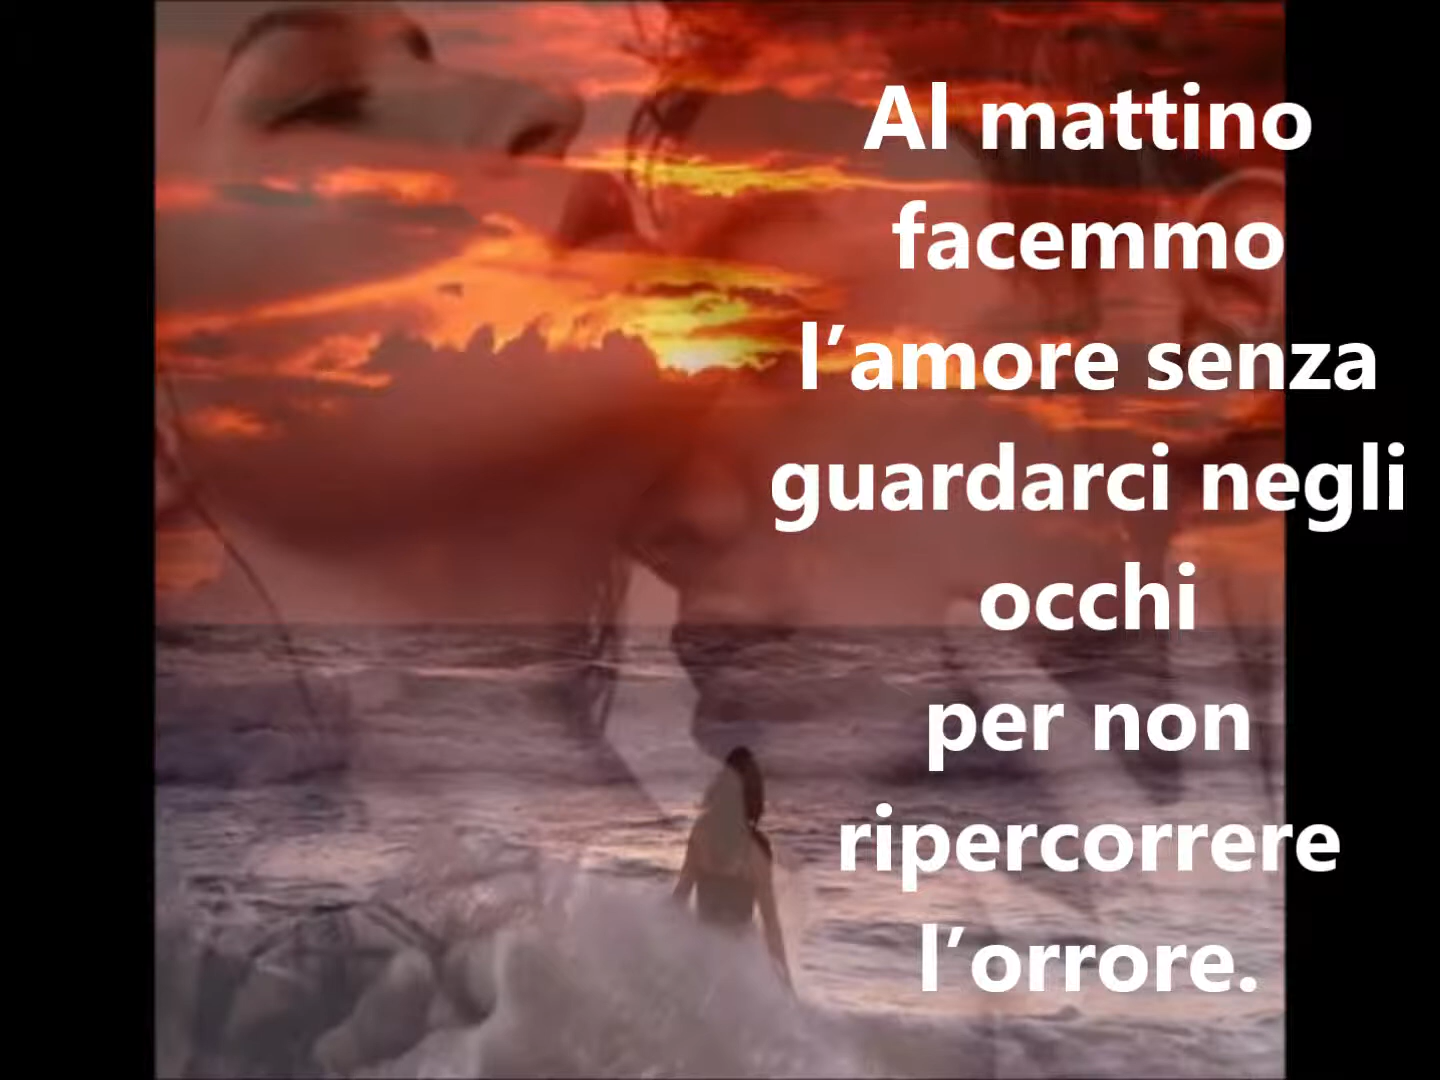 Al mattino
facemmo
l’amore senza
guardarci negli
occhi
per non
ripercorrere
l’orrore.